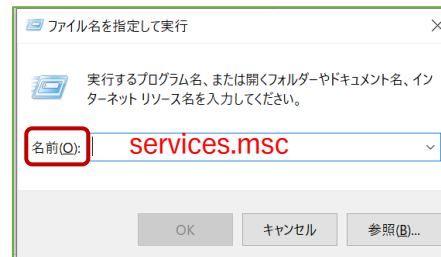 ファイル名を指定して実行
実行するプログラム名、または開くフォルダーやドキュメント名、イン
ターネット リソース名を入力してください。
名前(O): services.msc
OK キャンセル 参照(B)...